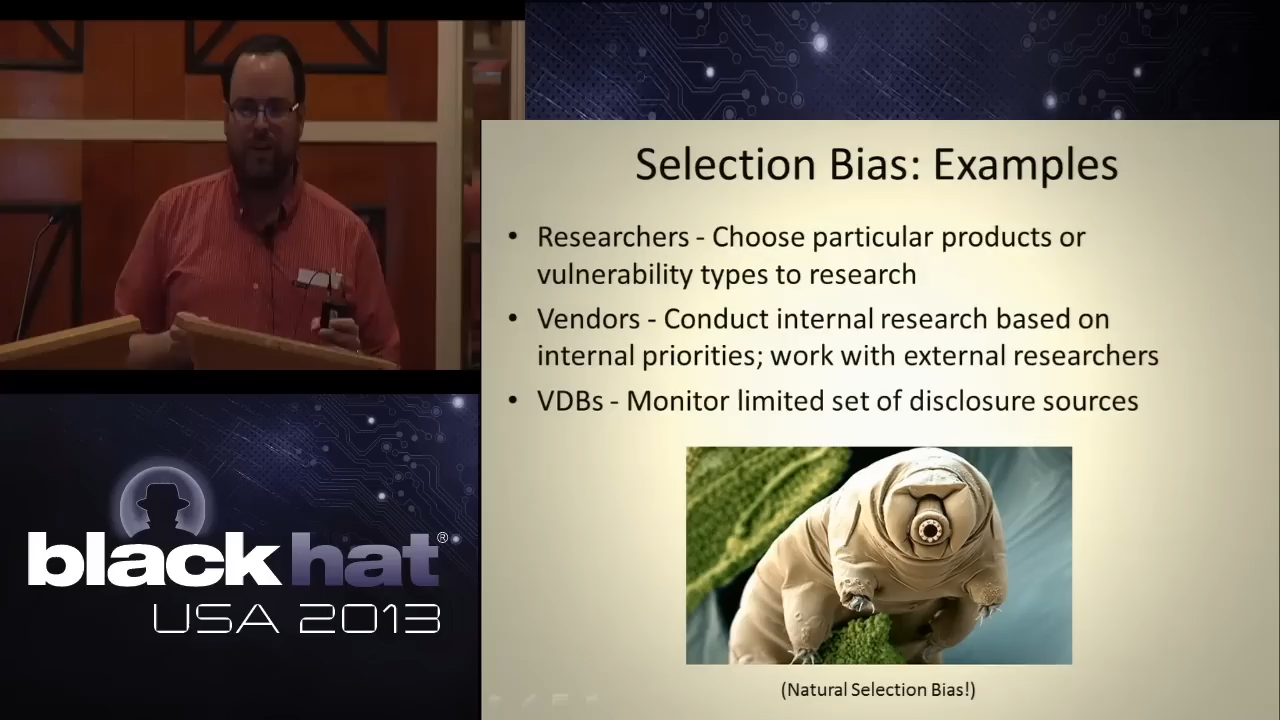 Selection Bias: Examples
• Researchers - Choose particular products or
vulnerability types to research
• Vendors - Conduct internal research based on
internal priorities; work with external researchers
• VDBs - Monitor limited set of disclosure sources
(Natural Selection Bias!)
black hat®
USA 2013